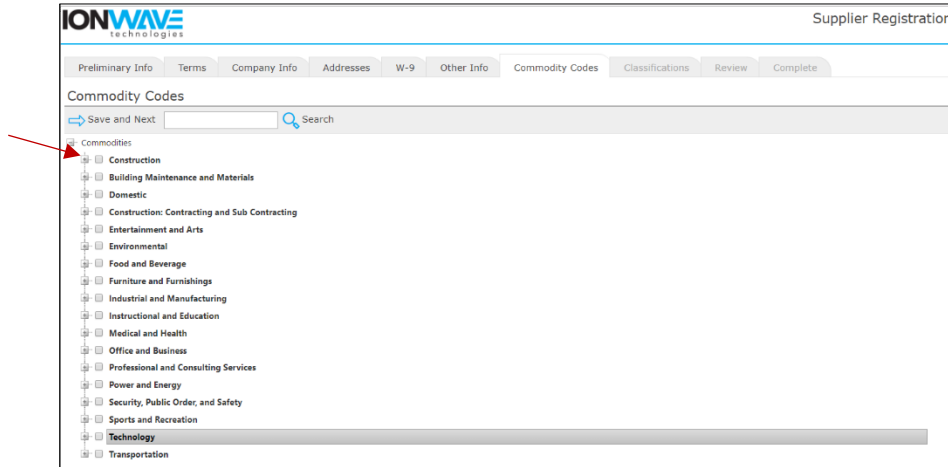 IONWAVE
technologies
Supplier Registration
Preliminary Info Terms Company Info Addresses W-9 Other Info Commodity Codes Classifications Review Complete
Commodity Codes
Save and Next Search
Commodities
Construction
Building Maintenance and Materials
Domestic
Construction: Contracting and Sub Contracting
Entertainment and Arts
Environmental
Food and Beverage
Furniture and Furnishings
Industrial and Manufacturing
Instructional and Education
Medical and Health
Office and Business
Professional and Consulting Services
Power and Energy
Security, Public Order, and Safety
Sports and Recreation
Technology
Transportation